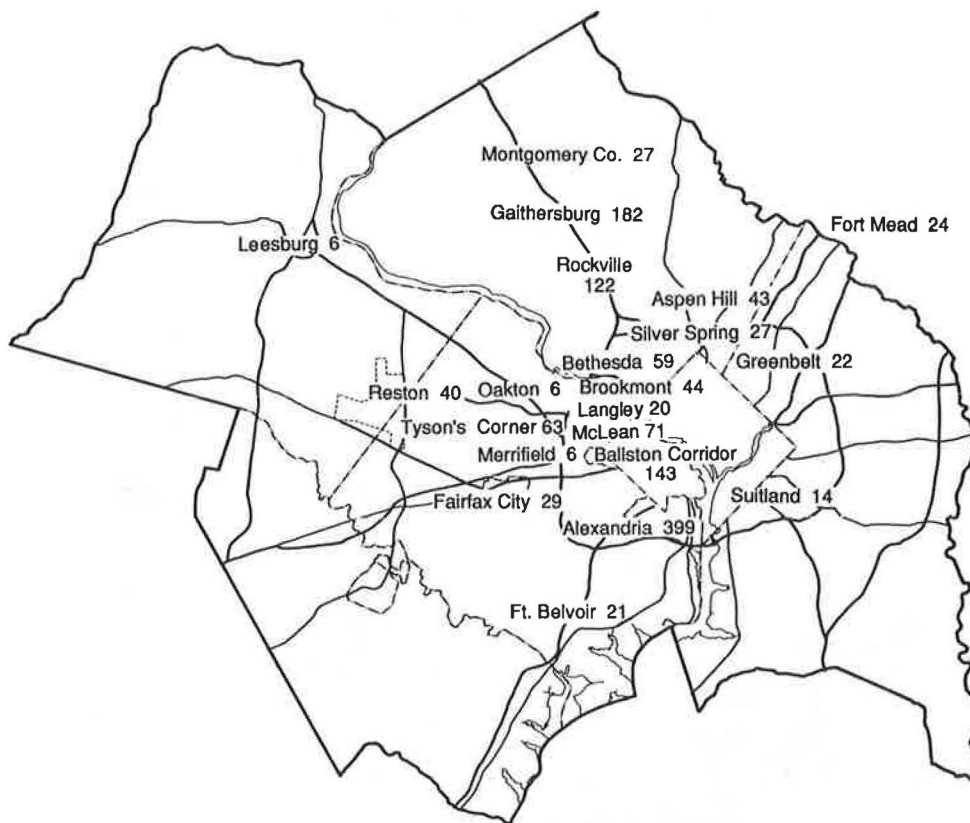 Montgomery Co. 27
Gaithersburg 182
Fort Mead 24
Leesburg 6
Rockville
122
Aspen Hill 43
Silver Spring 27
Bethesda 59
Greenbelt 22
Reston 40
Oakton 6
Brookmont 44
Langley 20
Tyson's Corner 63
McLean 71
Merrifield 6
Ballston Corridor
143
Fairfax City 29
Suitland 14
Alexandria 399
Ft. Belvoir 21